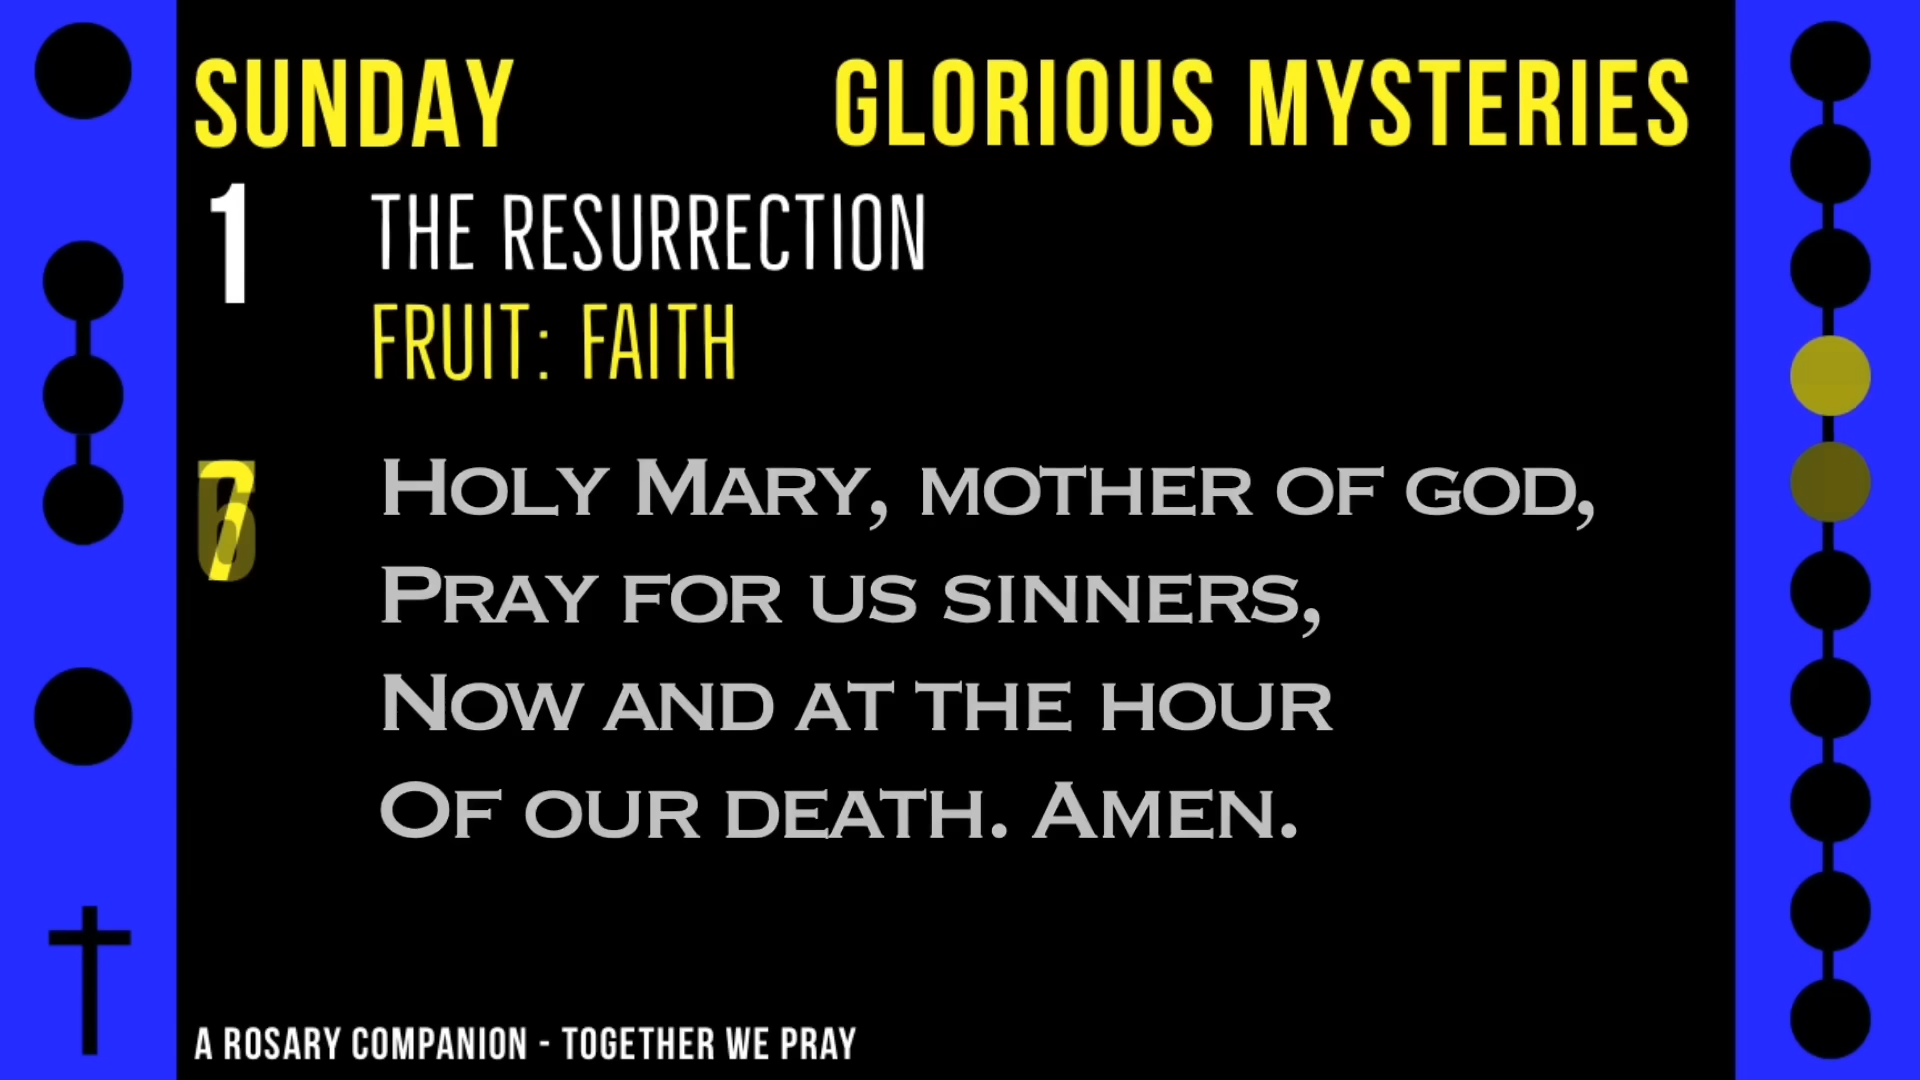 SUNDAY GLORIOUS MYSTERIES
1 THE RESURRECTION
FRUIT: FAITH
7 HOLY MARY, MOTHER OF GOD,
PRAY FOR US SINNERS,
NOW AND AT THE HOUR
OF OUR DEATH. AMEN.
A ROSARY COMPANION - TOGETHER WE PRAY